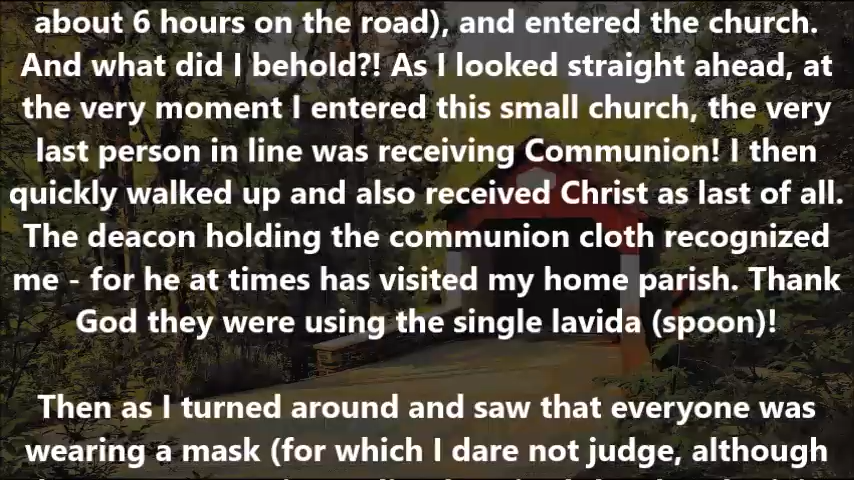 about 6 hours on the road), and entered the church.
And what did I behold?! As I looked straight ahead, at
the very moment I entered this small church, the very
last person in line was receiving Communion! I then
quickly walked up and also received Christ as last of all.
The deacon holding the communion cloth recognized
me - for he at times has visited my home parish. Thank
God they were using the single lavida (spoon)!
Then as I turned around and saw that everyone was
wearing a mask (for which I dare not judge, although